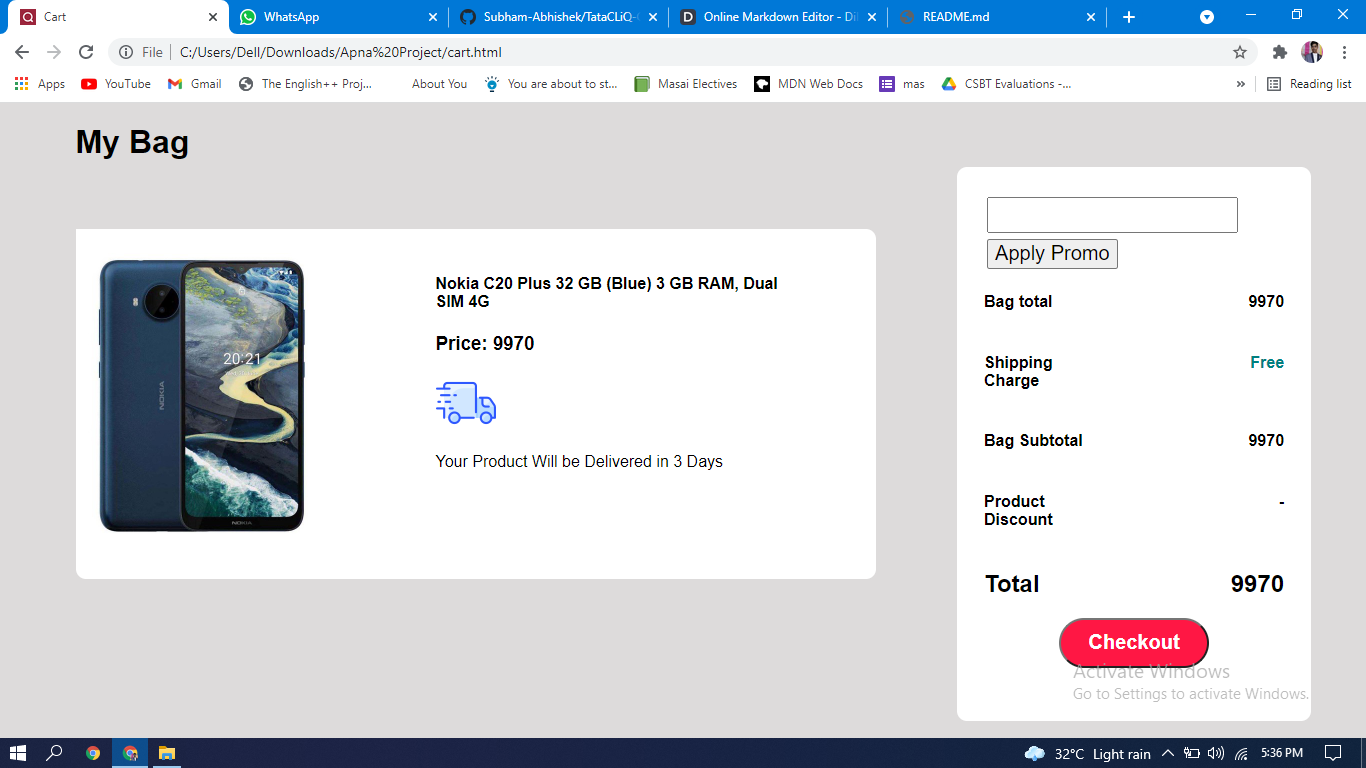 Cart
WhatsApp
Subham-Abhishek/TataCLiQ-
Online Markdown Editor - Di
README.md
File
C:/Users/Dell/Downloads/Apna%20Project/cart.html
Apps
YouTube
Gmail
The English++ Proj...
About You
You are about to st...
Masai Electives
MDN Web Docs
mas
CSBT Evaluations -...
»
Reading list
My Bag
Apply Promo
Nokia C20 Plus 32 GB (Blue) 3 GB RAM, Dual
SIM 4G
Price: 9970
Your Product Will be Delivered in 3 Days
20:21
NOKIA
NOKIA
Bag total 9970
Shipping
Charge
Free
Bag Subtotal 9970
Product
Discount
-
Total 9970
Checkout
Activate Windows
Go to Settings to activate Windows.
32°C Light rain
5:36 PM